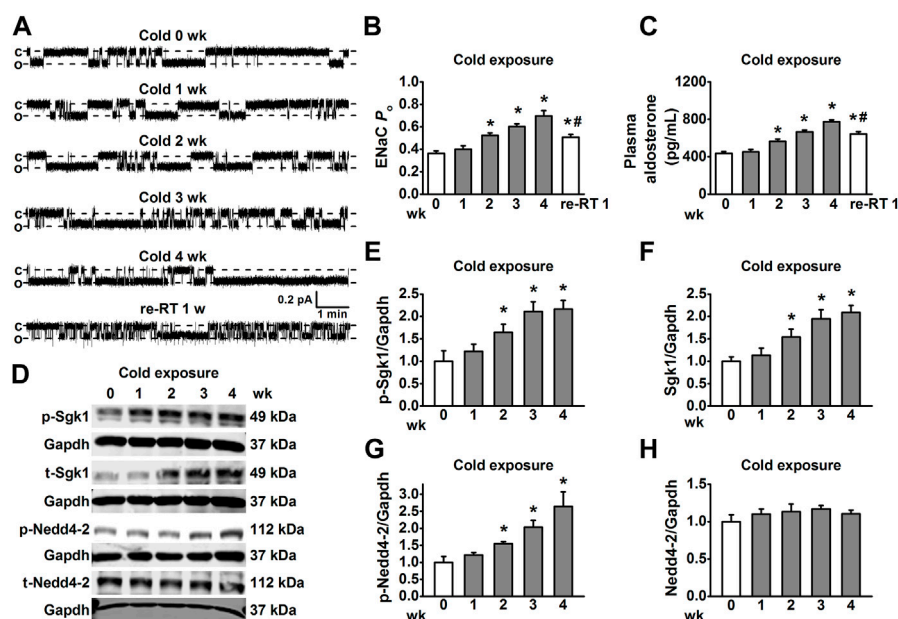 A
Cold 0 wk
c
o
Cold 1 wk
c
o
Cold 2 wk
c
o
Cold 3 wk
c
o
Cold 4 wk
c
o
0.2 pA
1 min
re-RT 1 w
c
o
B
Cold exposure
ENaC Po
1.0
0.8
0.6
0.4
0.2
0.0
* * * *#
0 1 2 3 4 re-RT 1
wk
C
Cold exposure
Plasma
aldosterone
(pg/mL)
1200
800
400
0
* * * *#
0 1 2 3 4 re-RT 1
wk
D
Cold exposure
0 1 2 3 4 wk
p-Sgk1 49 kDa
Gapdh 37 kDa
t-Sgk1 49 kDa
Gapdh 37 kDa
p-Nedd4-2 112 kDa
Gapdh 37 kDa
t-Nedd4-2 112 kDa
Gapdh 37 kDa
E
Cold exposure
p-Sgk1/Gapdh
2.5
2.0
1.5
1.0
0.5
0.0
* * *
0 1 2 3 4
wk
F
Cold exposure
Sgk1/Gapdh
2.5
2.0
1.5
1.0
0.5
0.0
* * *
0 1 2 3 4
wk
G
Cold exposure
p-Nedd4-2/Gapdh
3.0
2.5
2.0
1.5
1.0
0.5
0.0
* * *
0 1 2 3 4
wk
H
Cold exposure
Nedd4-2/Gapdh
1.5
1.0
0.5
0.0
0 1 2 3 4
wk